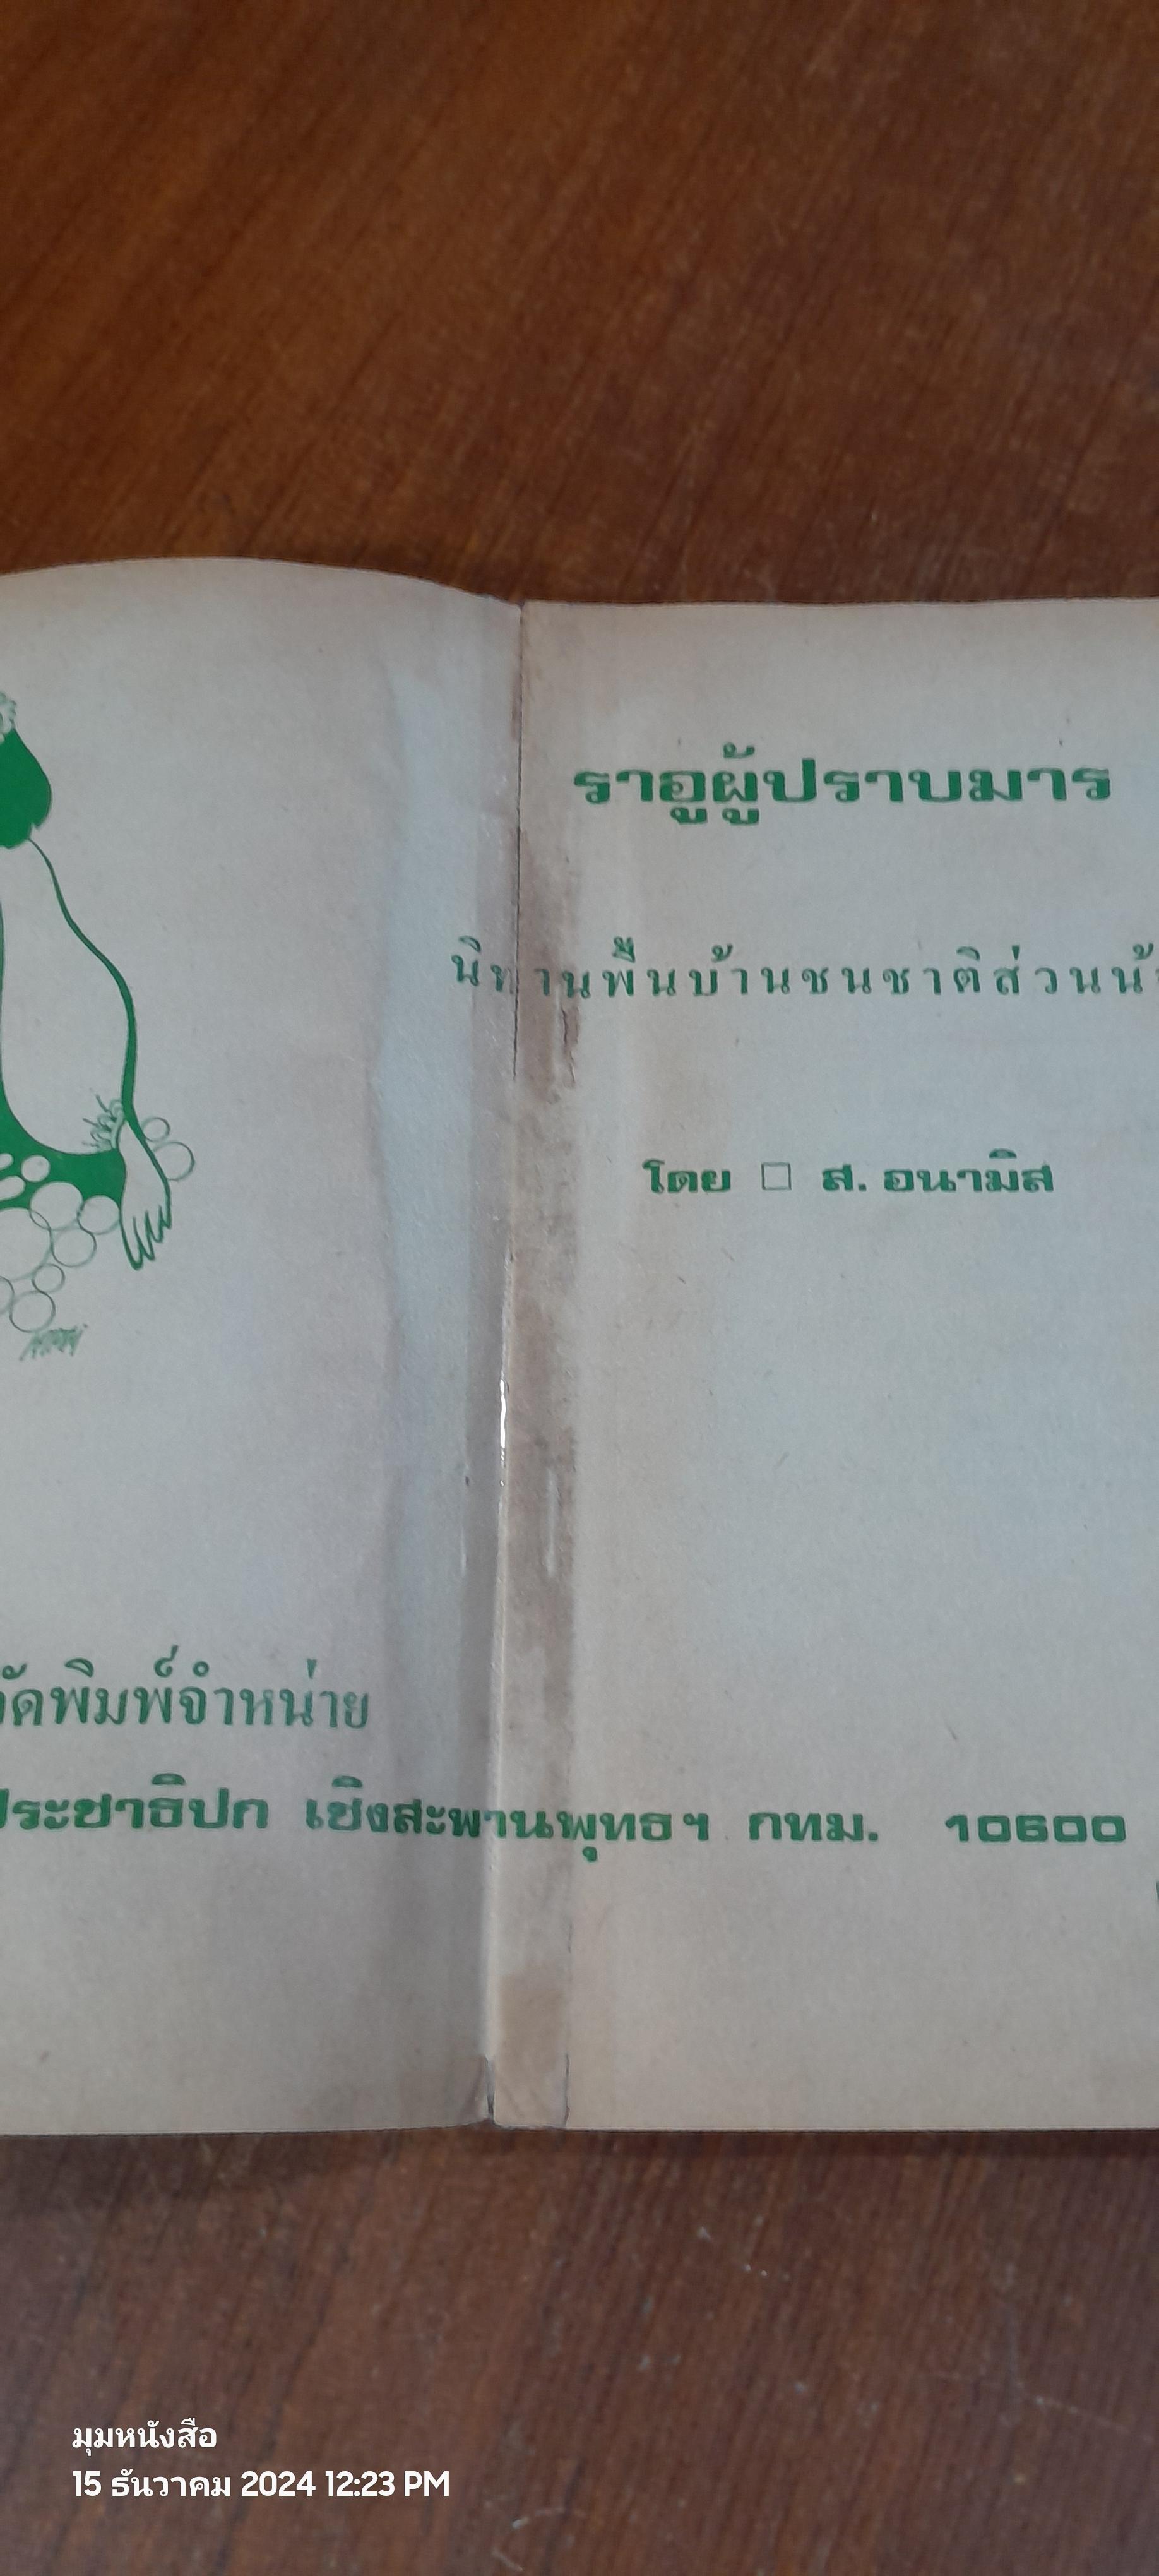 ราอูผู้ปราบมาร
นิทานพื้นบ้านชนชาติส่วนน้
โดย □ ส. อนามิส
จัดพิมพ์จำหน่าย
ประชาธิปก เชิงสะพานพุทธฯ กทม. 10600
มุมหนังสือ
15 ธันวาคม 2024 12:23 PM